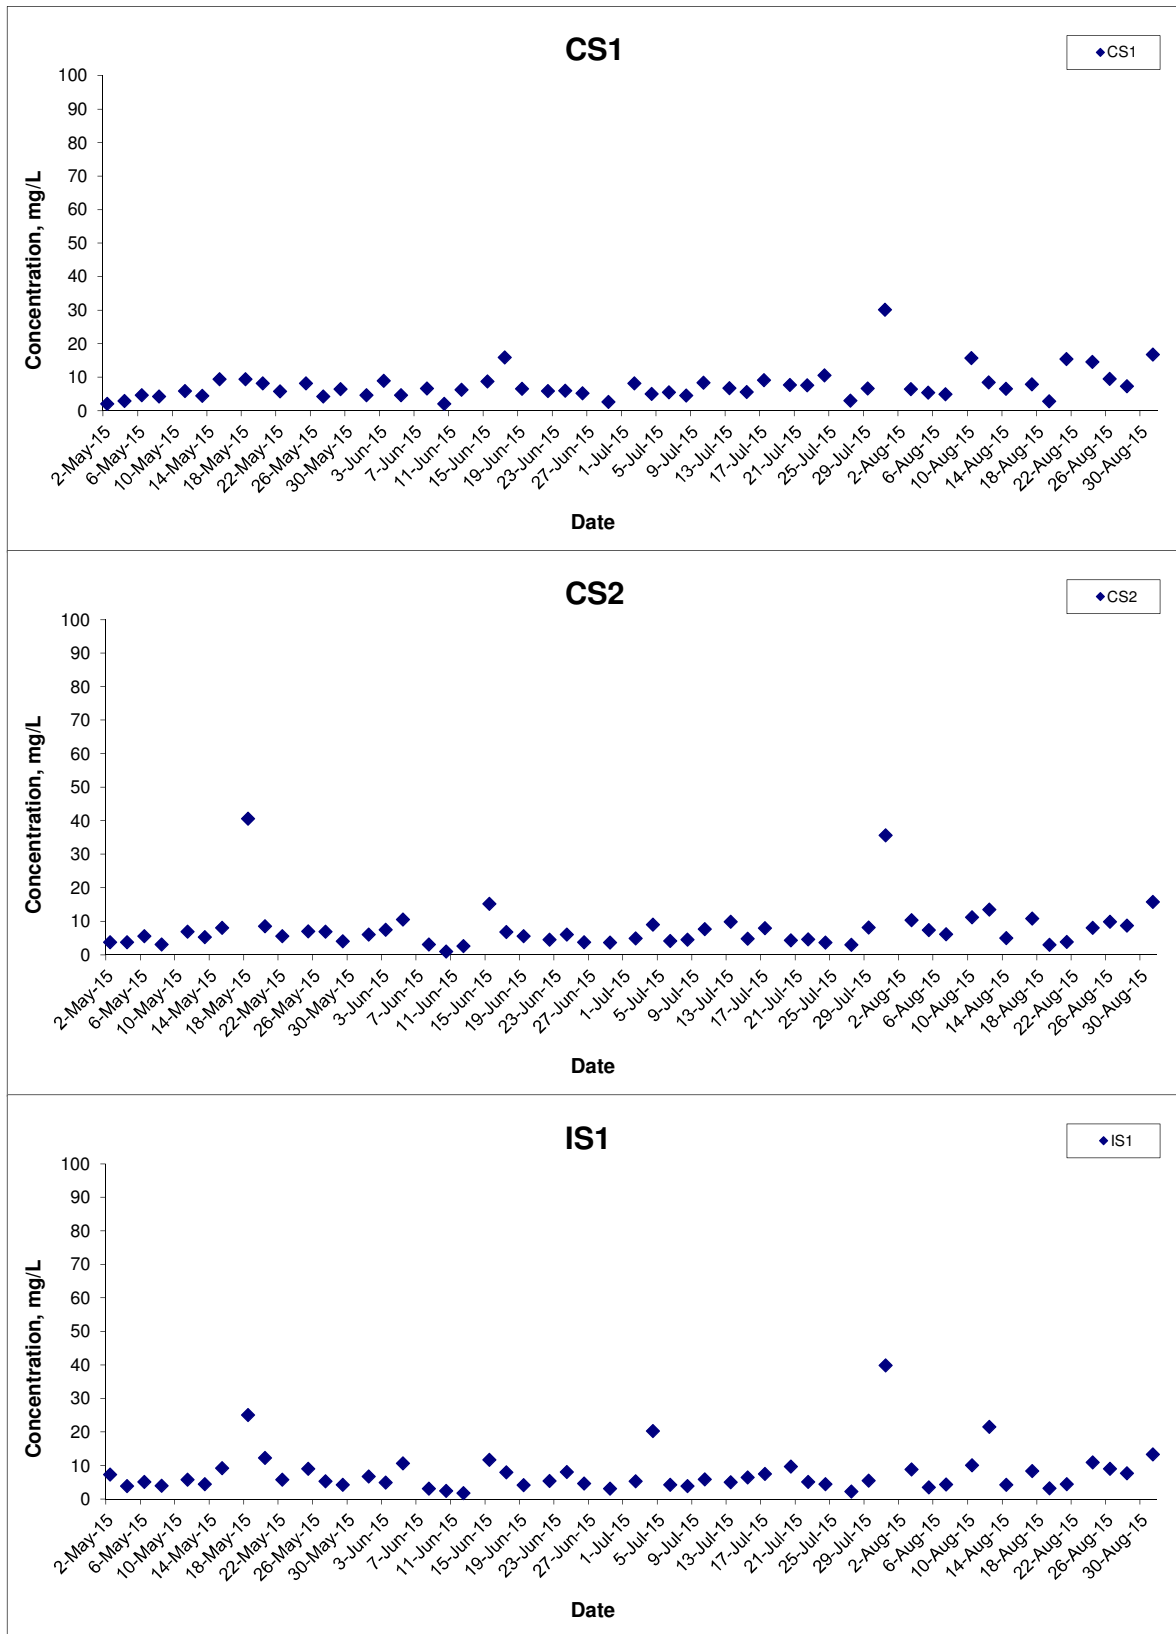 CS1
CS1
Concentration, mg/L
100
90
80
70
60
50
40
30
20
10
0
2-May-15
6-May-15
10-May-15
14-May-15
18-May-15
22-May-15
26-May-15
30-May-15
3-Jun-15
7-Jun-15
11-Jun-15
15-Jun-15
19-Jun-15
23-Jun-15
27-Jun-15
1-Jul-15
5-Jul-15
9-Jul-15
13-Jul-15
17-Jul-15
21-Jul-15
25-Jul-15
29-Jul-15
2-Aug-15
6-Aug-15
10-Aug-15
14-Aug-15
18-Aug-15
22-Aug-15
26-Aug-15
30-Aug-15
Date
CS2
CS2
Concentration, mg/L
100
90
80
70
60
50
40
30
20
10
0
2-May-15
6-May-15
10-May-15
14-May-15
18-May-15
22-May-15
26-May-15
30-May-15
3-Jun-15
7-Jun-15
11-Jun-15
15-Jun-15
19-Jun-15
23-Jun-15
27-Jun-15
1-Jul-15
5-Jul-15
9-Jul-15
13-Jul-15
17-Jul-15
21-Jul-15
25-Jul-15
29-Jul-15
2-Aug-15
6-Aug-15
10-Aug-15
14-Aug-15
18-Aug-15
22-Aug-15
26-Aug-15
30-Aug-15
Date
IS1
IS1
Concentration, mg/L
100
90
80
70
60
50
40
30
20
10
0
2-May-15
6-May-15
10-May-15
14-May-15
18-May-15
22-May-15
26-May-15
30-May-15
3-Jun-15
7-Jun-15
11-Jun-15
15-Jun-15
19-Jun-15
23-Jun-15
27-Jun-15
1-Jul-15
5-Jul-15
9-Jul-15
13-Jul-15
17-Jul-15
21-Jul-15
25-Jul-15
29-Jul-15
2-Aug-15
6-Aug-15
10-Aug-15
14-Aug-15
18-Aug-15
22-Aug-15
26-Aug-15
30-Aug-15
Date